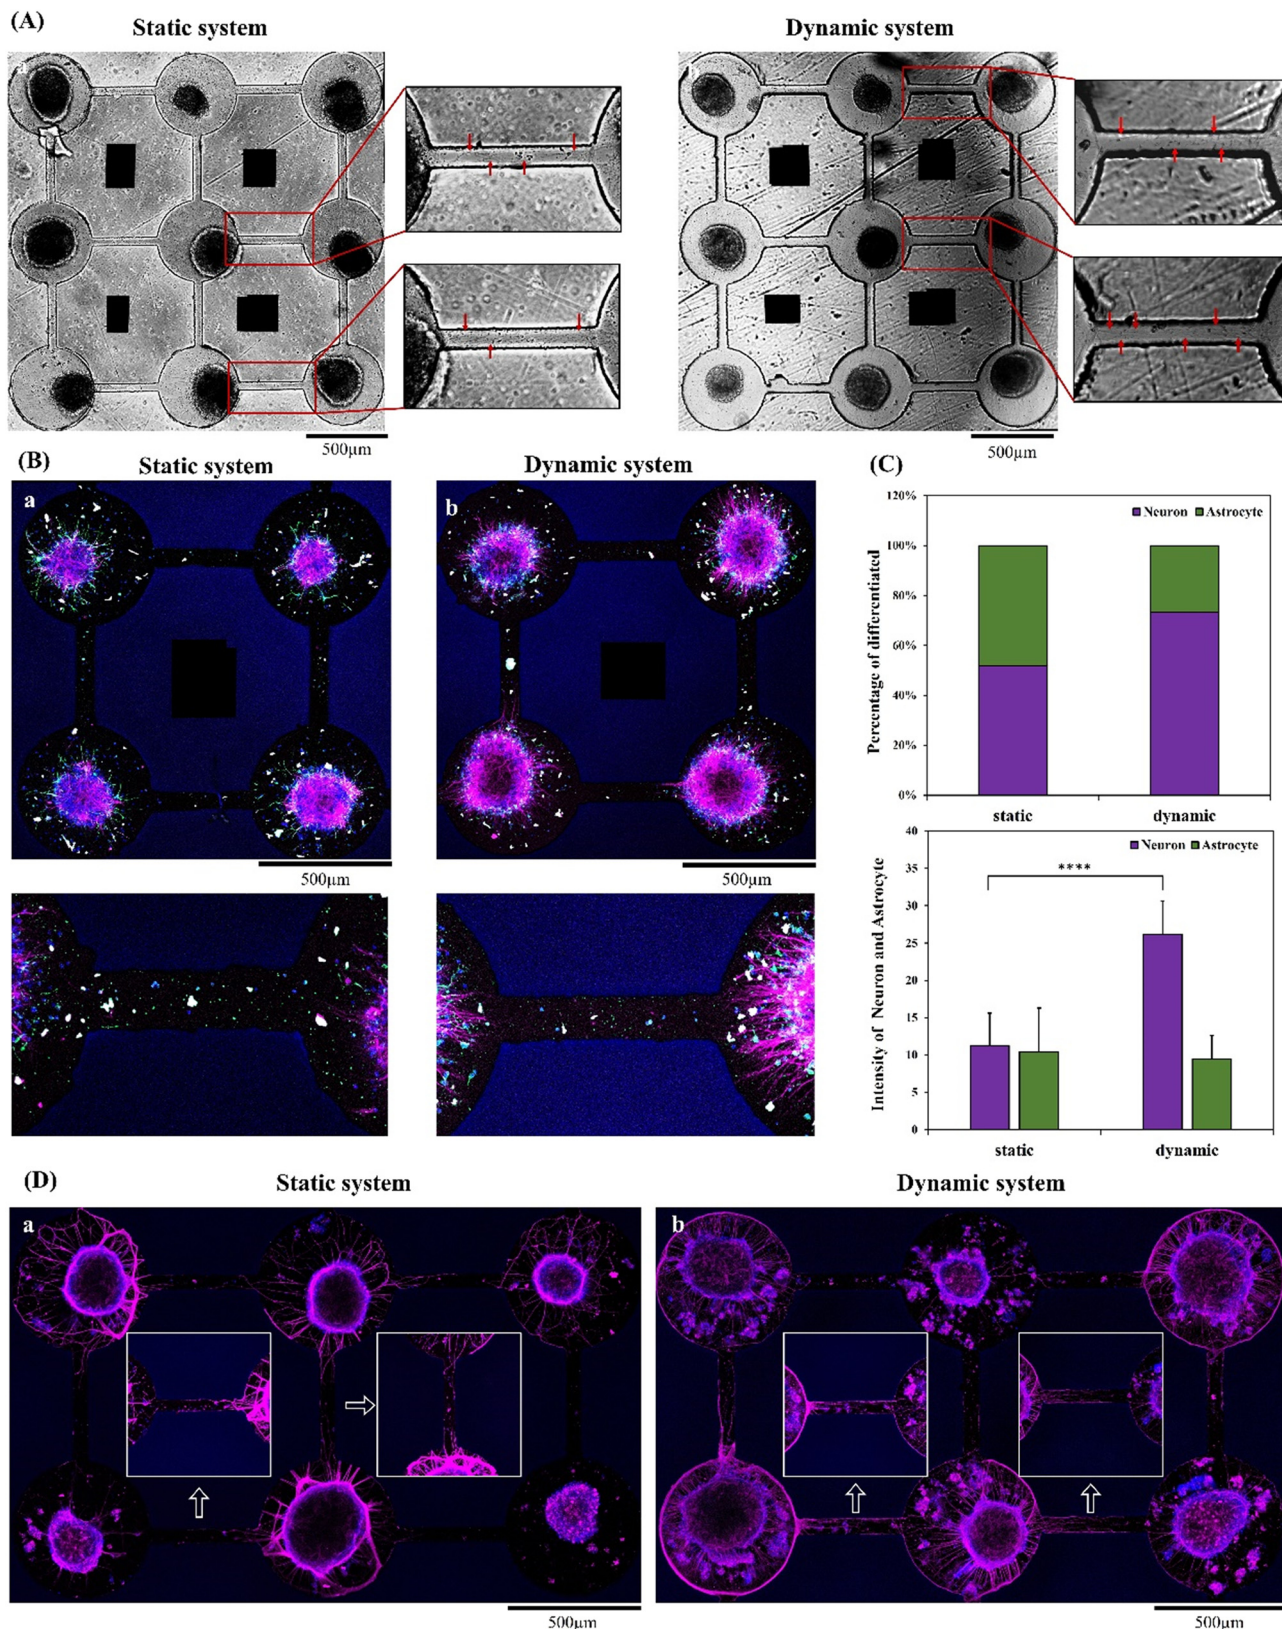 (A)
Static system
Dynamic system
500µm
500µm
(B)
Static system
Dynamic system
(C)
a
b
500µm
500µm
120%
100%
80%
60%
40%
20%
0%
Percentage of differentiated
Neuron Astrocyte
static dynamic
40
35
30
25
20
15
10
5
0
Intensity of Neuron and Astrocyte
Neuron Astrocyte
****
static dynamic
(D)
Static system
Dynamic system
a
b
500µm
500µm